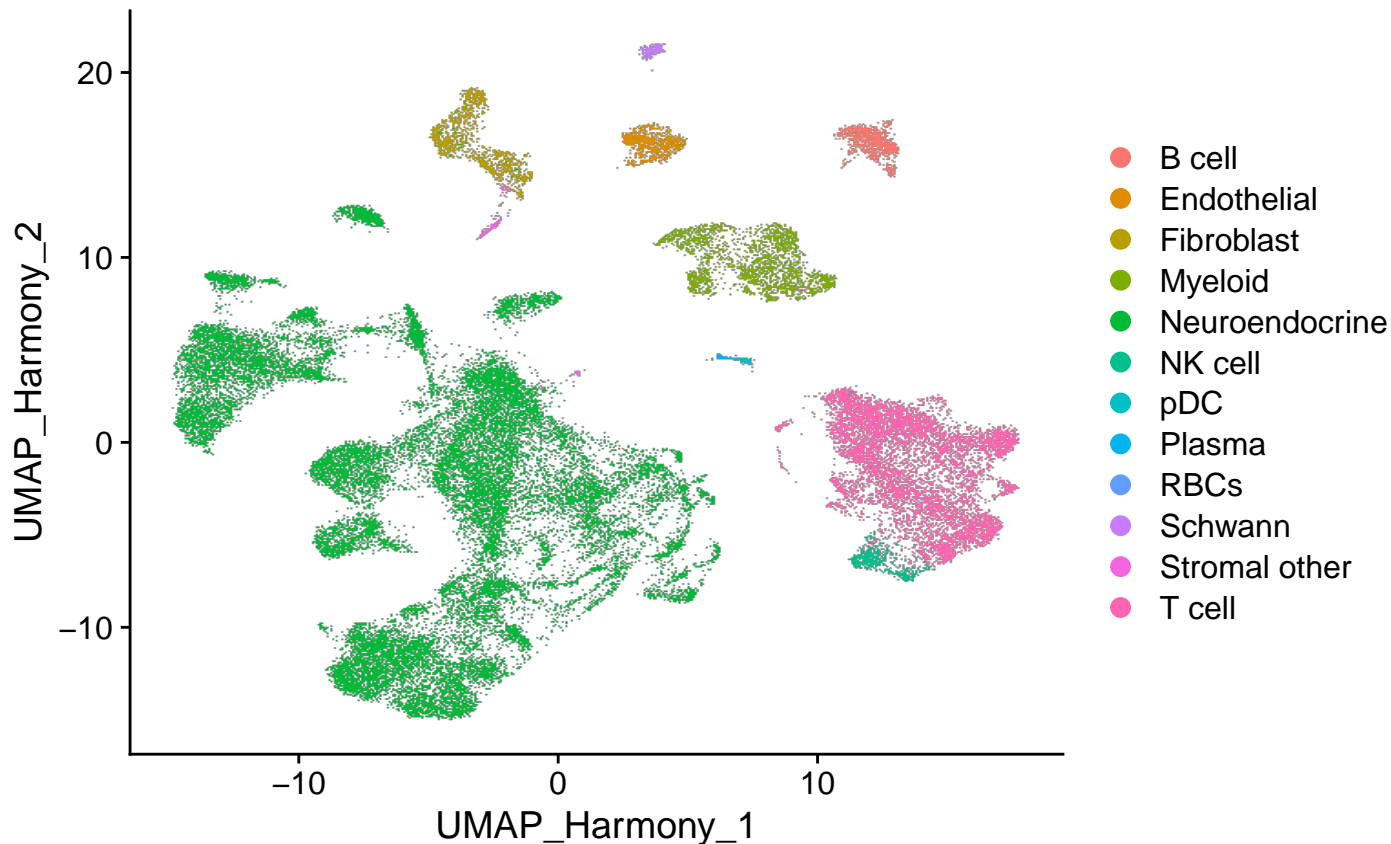 20
10
0
−10
UMAP_Harmony_2
−10
0
10
UMAP_Harmony_1
B cell
Endothelial
Fibroblast
Myeloid
Neuroendocrine
NK cell
pDC
Plasma
RBCs
Schwann
Stromal other
T cell